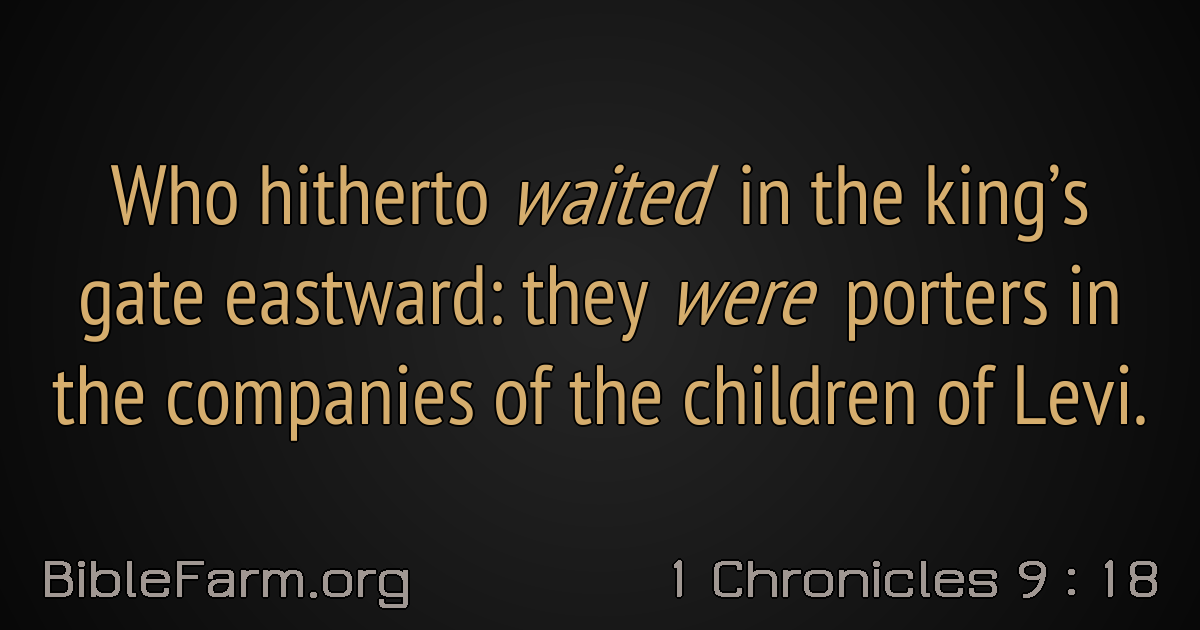 Who hitherto waited in the king’s
gate eastward: they were porters in
the companies of the children of Levi.
BibleFarm.org
1 Chronicles 9 : 18